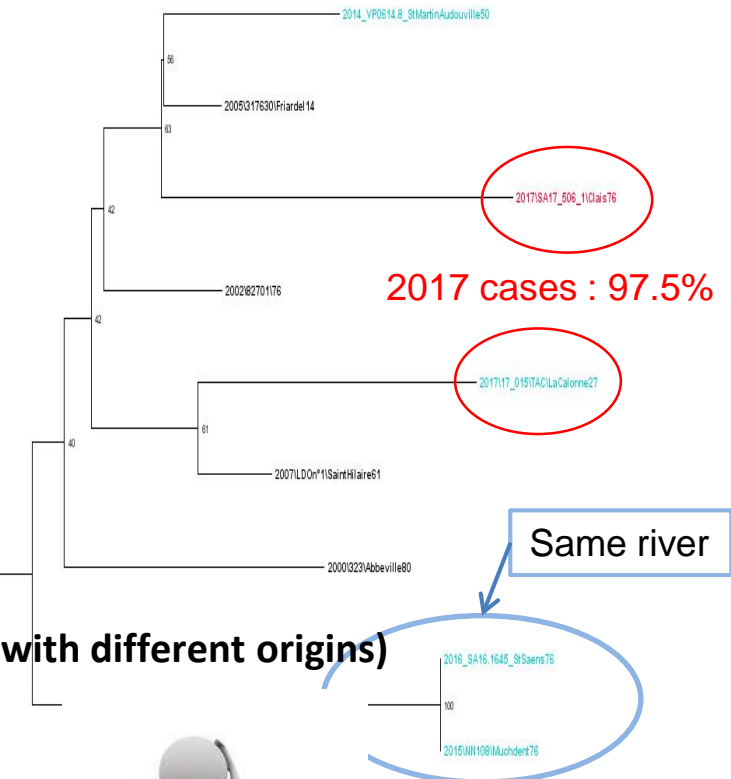 2014_VP0614.8_StMartinAudouville50
56
2005\317630\Friardel14
63
2017\SA17_506_1\Clais76
42
2002\82701\76
2017 cases : 97.5%
42
2017\17_015\TAC\LaCalonne27
61
40
2007\LDOn°1\SaintHilaire61
Same river
2000\323\Abbeville80
with different origins)
2016_SA16.1645_StSaens76
100
2015\NN108\Muchdent76